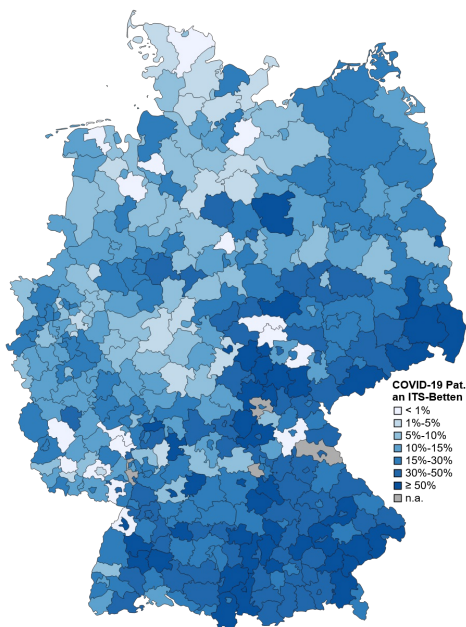 COVID-19 Pat.
an ITS-Betten
< 1%
1%-5%
5%-10%
10%-15%
15%-30%
30%-50%
≥ 50%
n.a.